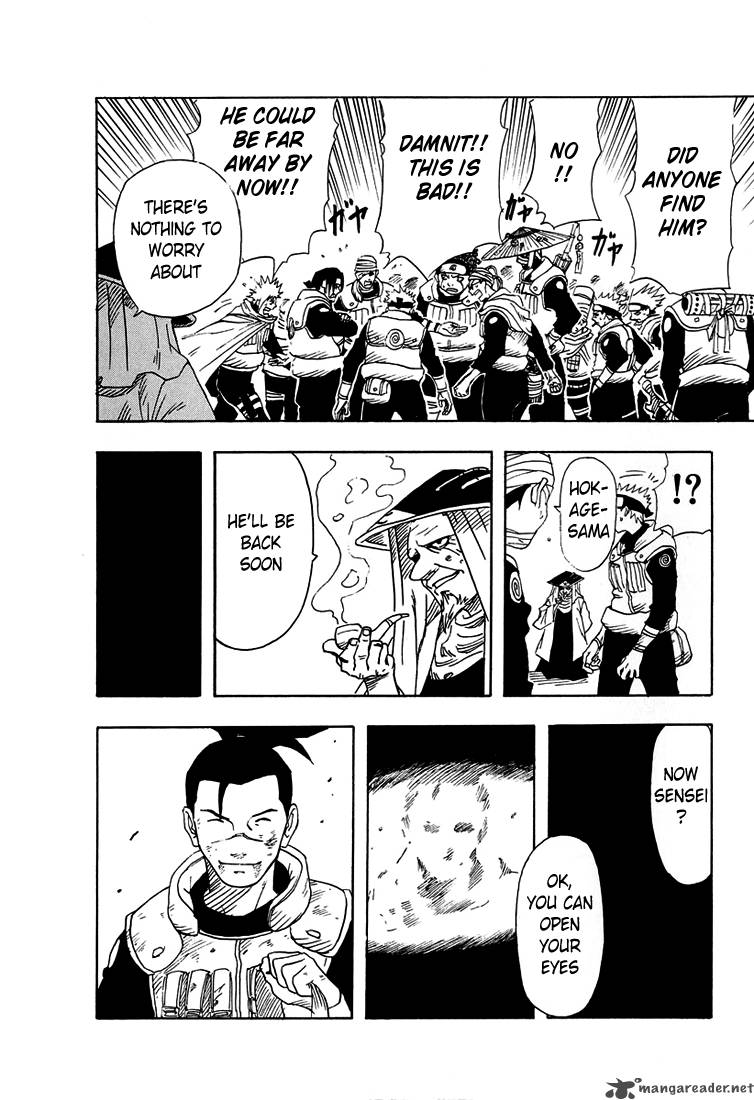 DID
ANYONE
FIND
HIM?
NO
!!
DAMNIT!!
THIS IS
BAD!!
HE COULD
BE FAR
AWAY BY
NOW!!
THERE'S
NOTHING TO
WORRY
ABOUT
ガヤ
ガヤ
ガヤ
!?
HOK-
AGE-
SAMA
HE'LL BE
BACK
SOON
NOW
SENSEI
?
OK,
YOU CAN
OPEN
YOUR
EYES
mangareader.net